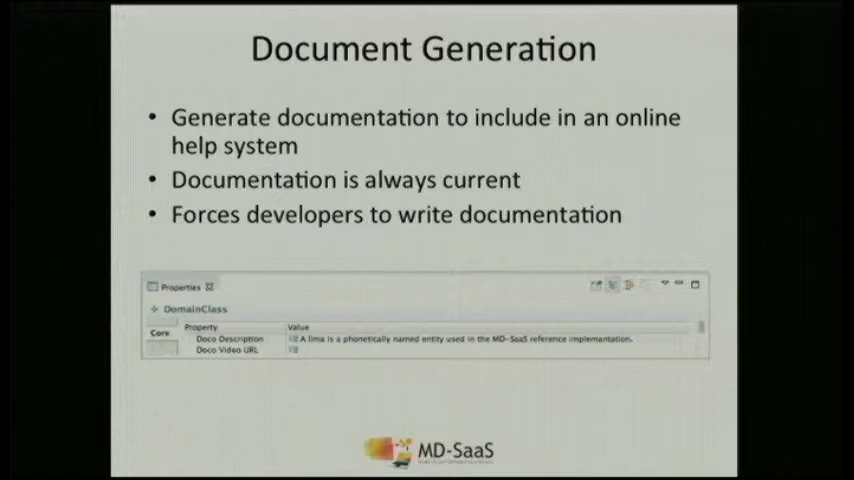 Document Generation
• Generate documentation to include in an online
help system
• Documentation is always current
• Forces developers to write documentation
Properties
DomainClass
Property Value
Core
Doco Description A lima is a phonetically named entity used in the MD-SaaS reference implementation.
Doco Video URL
MD-SaaS